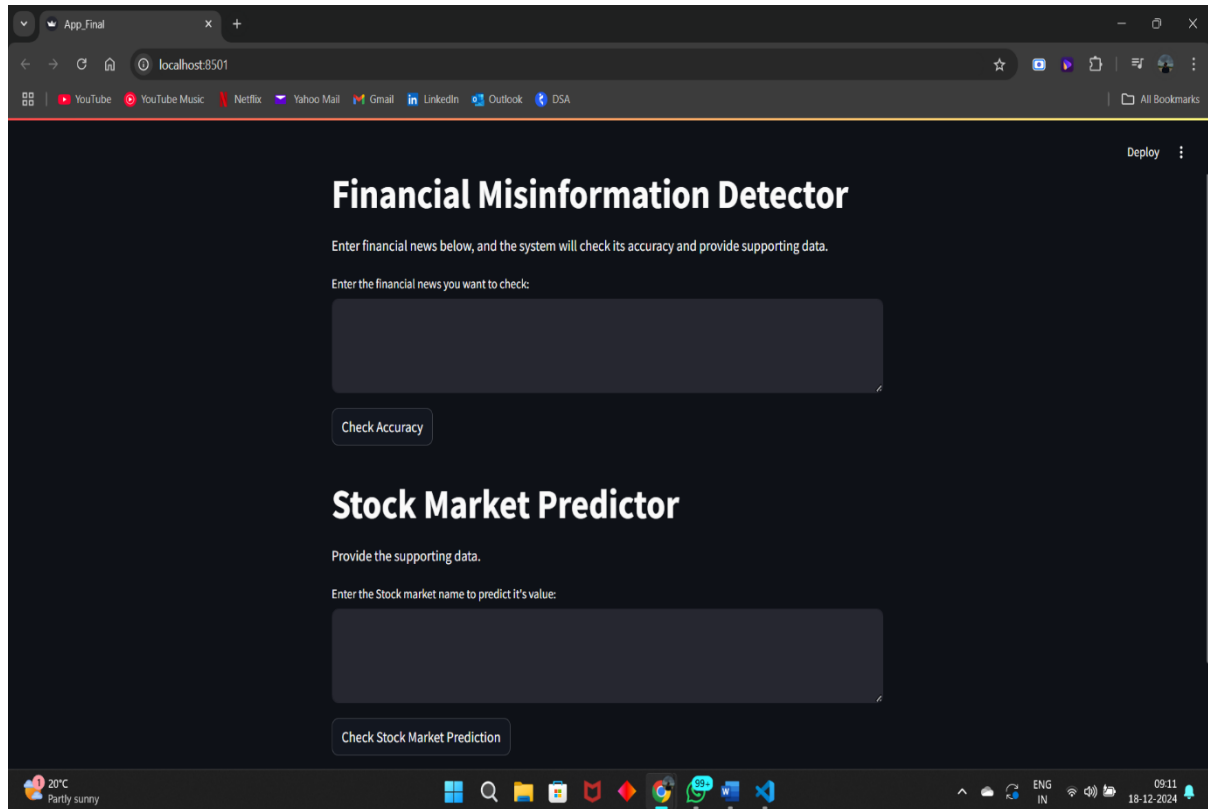 App_Final
localhost:8501
YouTube YouTube Music Netflix Yahoo Mail Gmail LinkedIn Outlook DSA All Bookmarks
Deploy
Financial Misinformation Detector
Enter financial news below, and the system will check its accuracy and provide supporting data.
Enter the financial news you want to check:
Check Accuracy
Stock Market Predictor
Provide the supporting data.
Enter the Stock market name to predict it's value:
Check Stock Market Prediction
1 20°C
Partly sunny
99+
ENG
IN
09:11
18-12-2024